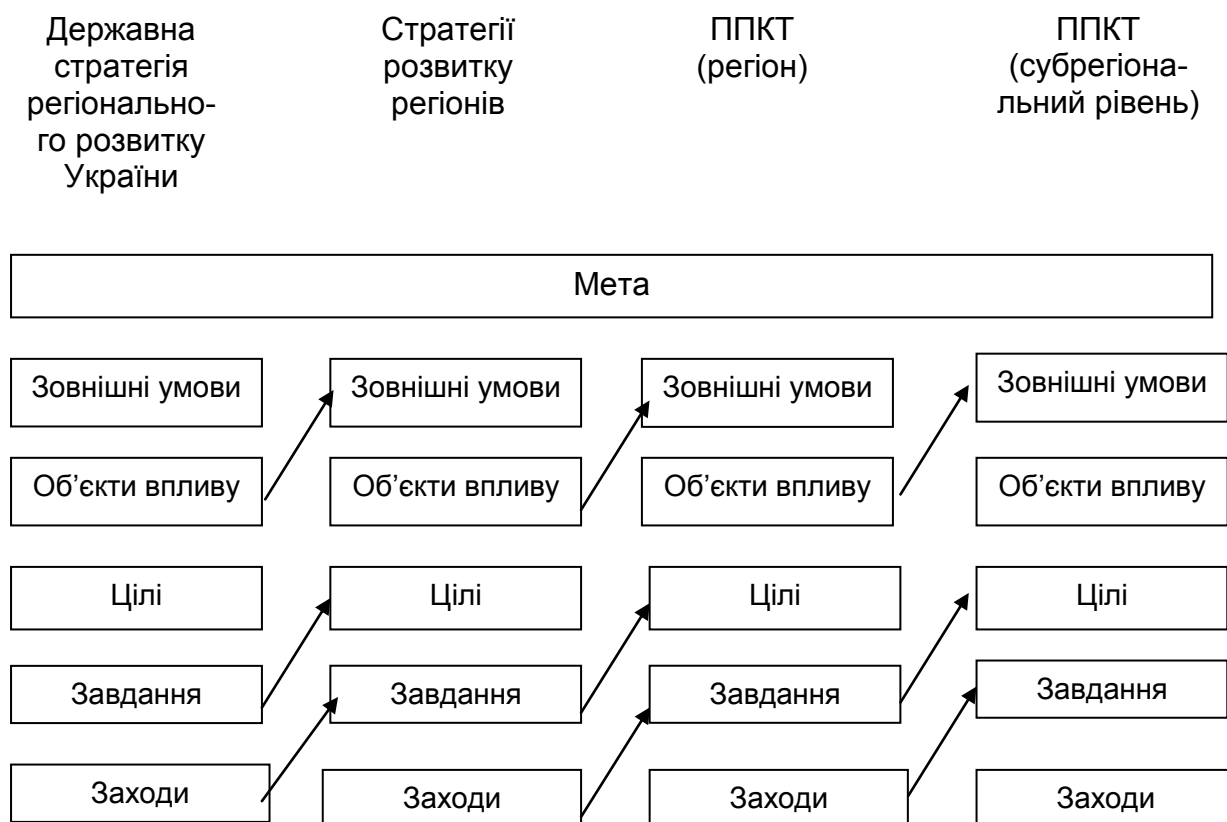 Державна
стратегія
регіонально-
го розвитку
України
Стратегії
розвитку
регіонів
ППКТ
(регіон)
ППКТ
(субрегіона-
льний рівень)
Мета
Зовнішні умови
Зовнішні умови
Зовнішні умови
Зовнішні умови
Об’єкти впливу
Об’єкти впливу
Об’єкти впливу
Об’єкти впливу
Цілі
Цілі
Цілі
Цілі
Завдання
Завдання
Завдання
Завдання
Заходи
Заходи
Заходи
Заходи